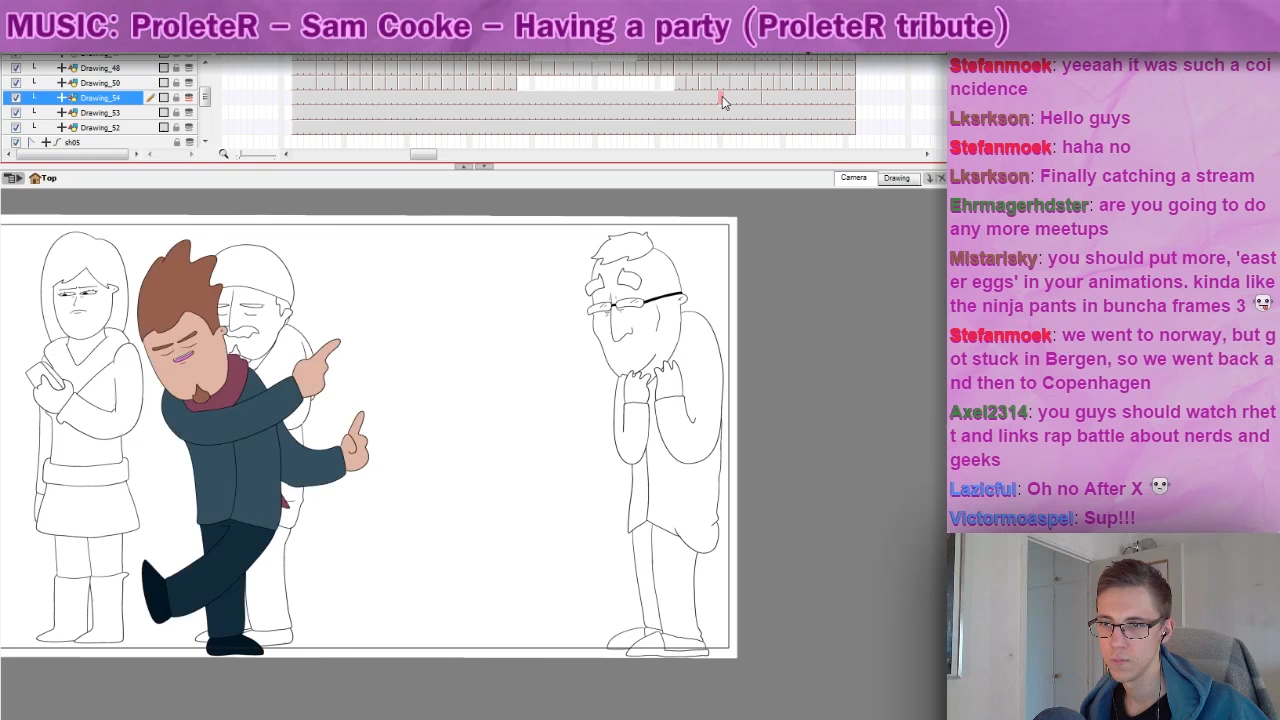 MUSIC: ProleteR – Sam Cooke – Having a party (ProleteR tribute)
Drawing_48
Drawing_50
Drawing_54
Drawing_53
Drawing_52
sh05
Top
Camera
Drawing
Stefanmoek: yeeaah it was such a coi
ncidence
Lksrkson: Hello guys
Stefanmoek: haha no
Lksrkson: Finally catching a stream
Ehrmagerhdster: are you going to do
any more meetups
Mistarisky: you should put more, 'east
er eggs' in your animations. kinda like
the ninja pants in buncha frames 3
Stefanmoek: we went to norway, but g
ot stuck in Bergen, so we went back a
nd then to Copenhagen
Axel2314: you guys should watch rhet
t and links rap battle about nerds and
geeks
Lazicful: Oh no After X
Victormoaspel: Sup!!!